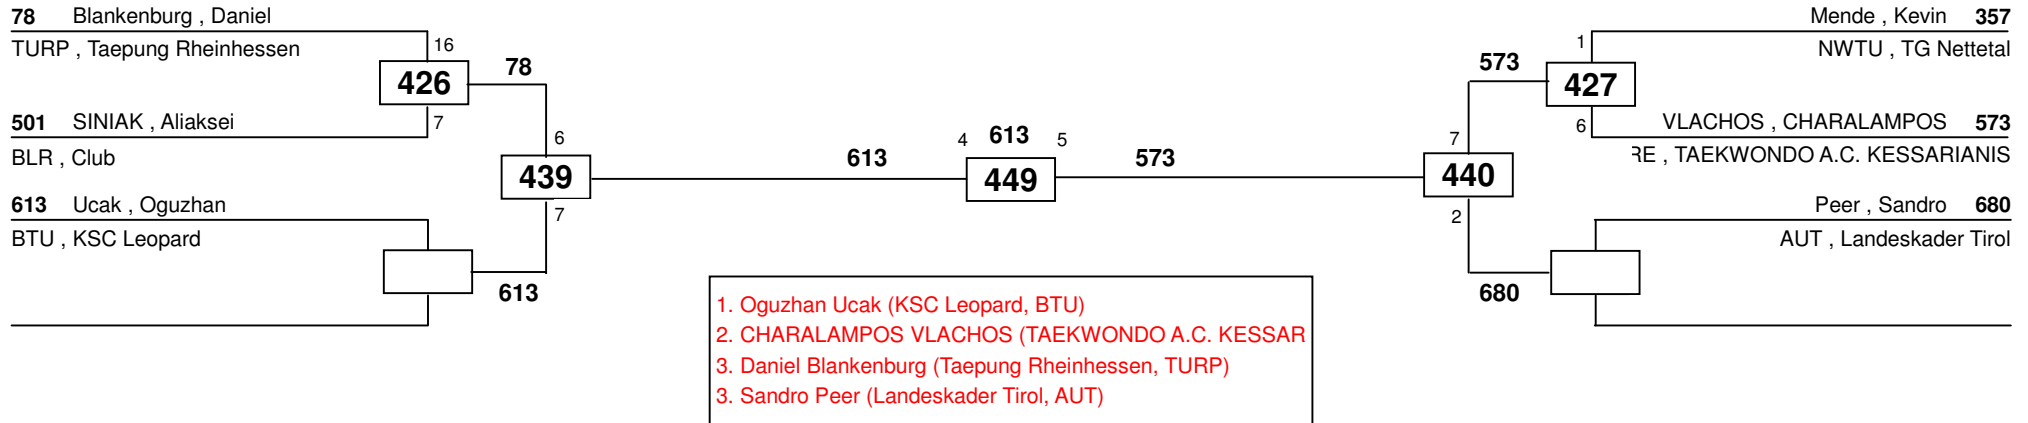 78 Blankenburg , Daniel
TURP , Taepung Rheinhessen
16
426
78
7
501 SINIAK , Aliaksei
BLR , Club
6
439
7
613 Ucak , Oguzhan
BTU , KSC Leopard
613
613
4 613 5
449
573
Mende , Kevin 357
NWTU , TG Nettetal
1
573
427
6
VLACHOS , CHARALAMPOS 573
RE , TAEKWONDO A.C. KESSARIANIS
7
440
2
Peer , Sandro 680
AUT , Landeskader Tirol
680
1. Oguzhan Ucak (KSC Leopard, BTU)
2. CHARALAMPOS VLACHOS (TAEKWONDO A.C. KESSAR
3. Daniel Blankenburg (Taepung Rheinhessen, TURP)
3. Sandro Peer (Landeskader Tirol, AUT)